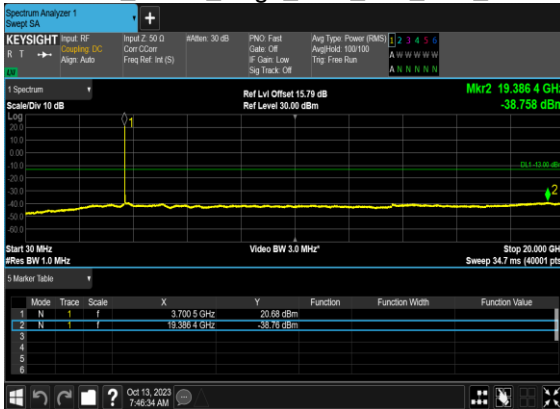 Spectrum Analyzer 1
Swept SA
KEYSIGHT Input: RF Input Z: 50 Ω #Atten: 30 dB PNO: Fast Avg Type: Power (RMS) 1 2 3 4 5 6
R T Coupling: DC Corr CCorr Gate: Off Avg|Hold: 100/100 A W W W W W
Align: Auto Freq Ref: Int (S) IF Gain: Low Trig: Free Run
LXI Sig Track: Off A N N N N N
1 Spectrum Ref Lvl Offset 15.79 dB Mkr2 19.386 4 GHz
Scale/Div 10 dB Ref Level 30.00 dBm -38.758 dBm
Log
20.0
10.0
0.00
-10.0
-20.0
-30.0
-40.0
-50.0
-60.0
1
DL1 -13.00 dBm
2
Start 30 MHz Video BW 3.0 MHz* Stop 20.000 GH
#Res BW 1.0 MHz Sweep 34.7 ms (40001 pts
5 Marker Table
Mode Trace Scale X Y Function Function Width Function Value
1 N 1 f 3.700 5 GHz 20.68 dBm
2 N 1 f 19.386 4 GHz -38.76 dBm
3
4
5
6
? Oct 13, 2023
7:46:34 AM